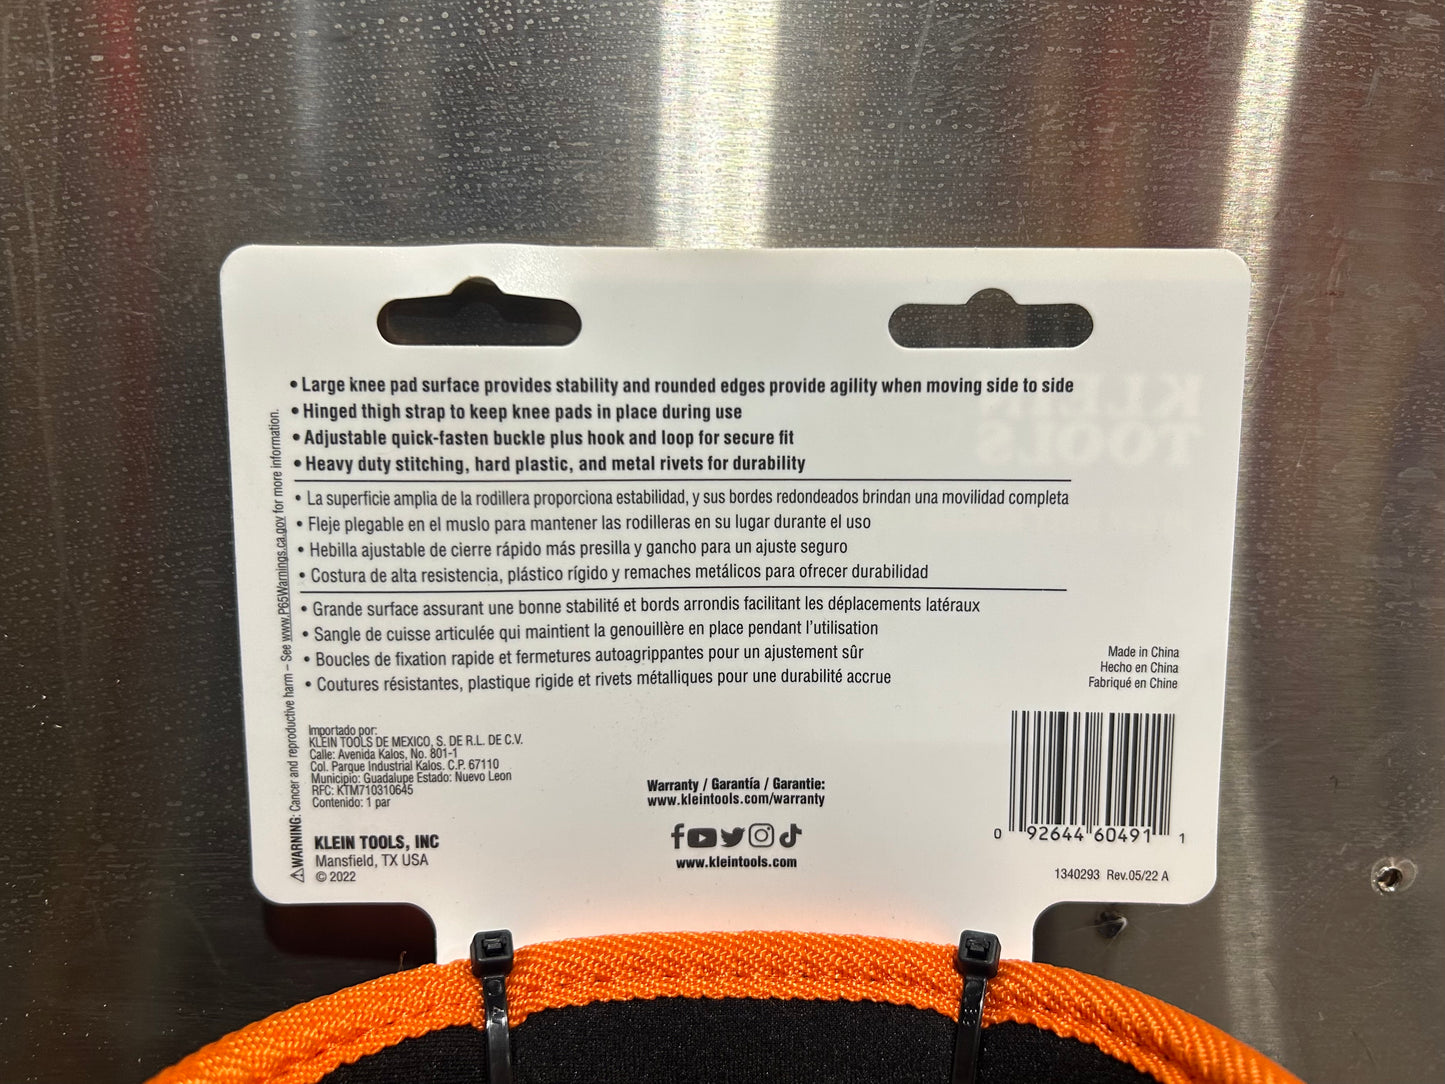 • Large knee pad surface provides stability and rounded edges provide agility when moving side to side
• Hinged thigh strap to keep knee pads in place during use
• Adjustable quick-fasten buckle plus hook and loop for secure fit
• Heavy duty stitching, hard plastic, and metal rivets for durability
• La superficie amplia de la rodillera proporciona estabilidad, y sus bordes redondeados brindan una movilidad completa
• Fleje plegable en el muslo para mantener las rodilleras en su lugar durante el uso
• Hebilla ajustable de cierre rápido más presilla y gancho para un ajuste seguro
• Costura de alta resistencia, plástico rígido y remaches metálicos para ofrecer durabilidad
• Grande surface assurant une bonne stabilité et bords arrondis facilitant les déplacements latéraux
• Sangle de cuisse articulée qui maintient la genouillère en place pendant l'utilisation
• Boucles de fixation rapide et fermetures autoagrippantes pour un ajustement sûr
• Coutures résistantes, plastique rigide et rivets métalliques pour une durabilité accrue
⚠WARNING: Cancer and reproductive harm – See www.P65Warnings.ca.gov for more information.
Made in China
Hecho en China
Fabriqué en Chine
Importado por:
KLEIN TOOLS DE MEXICO, S. DE R.L. DE C.V.
Calle: Avenida Kalos, No. 801-1
Col. Parque Industrial Kalos. C.P. 67110
Municipio: Guadalupe Estado: Nuevo Leon
RFC: KTM710310645
Contenido: 1 par
KLEIN TOOLS, INC
Mansfield, TX USA
© 2022
Warranty / Garantía / Garantie:
www.kleintools.com/warranty
www.kleintools.com
0 92644 60491 1
1340293 Rev.05/22 A
KLEIN
TOOLS